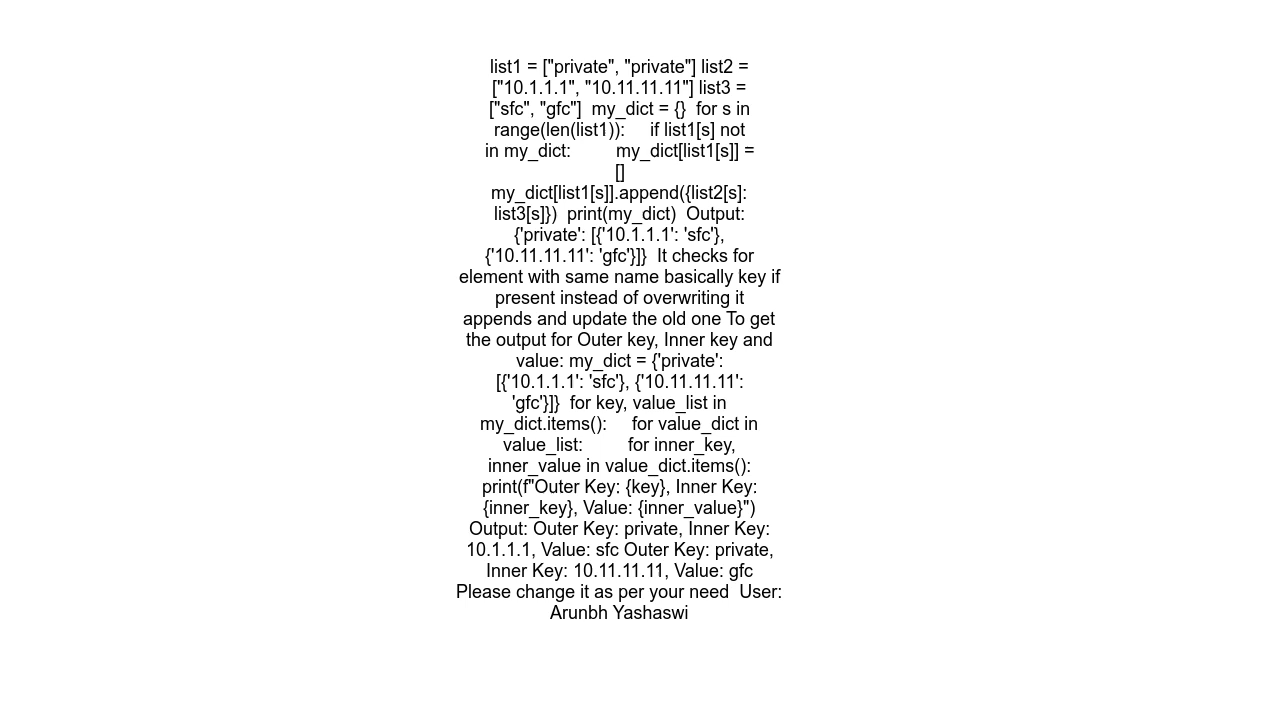 list1 = ["private", "private"] list2 =
["10.1.1.1", "10.11.11.11"] list3 =
["sfc", "gfc"]  my_dict = {}  for s in
range(len(list1)):     if list1[s] not
in my_dict:         my_dict[list1[s]] =
[]
my_dict[list1[s]].append({list2[s]:
list3[s]})  print(my_dict)  Output:
{'private': [{'10.1.1.1': 'sfc'},
{'10.11.11.11': 'gfc'}]}  It checks for
element with same name basically key if
present instead of overwriting it
appends and update the old one To get
the output for Outer key, Inner key and
value: my_dict = {'private':
[{'10.1.1.1': 'sfc'}, {'10.11.11.11':
'gfc'}]}  for key, value_list in
my_dict.items():     for value_dict in
value_list:         for inner_key,
inner_value in value_dict.items():
print(f"Outer Key: {key}, Inner Key:
{inner_key}, Value: {inner_value}")
Output: Outer Key: private, Inner Key:
10.1.1.1, Value: sfc Outer Key: private,
Inner Key: 10.11.11.11, Value: gfc
Please change it as per your need  User:
Arunbh Yashaswi